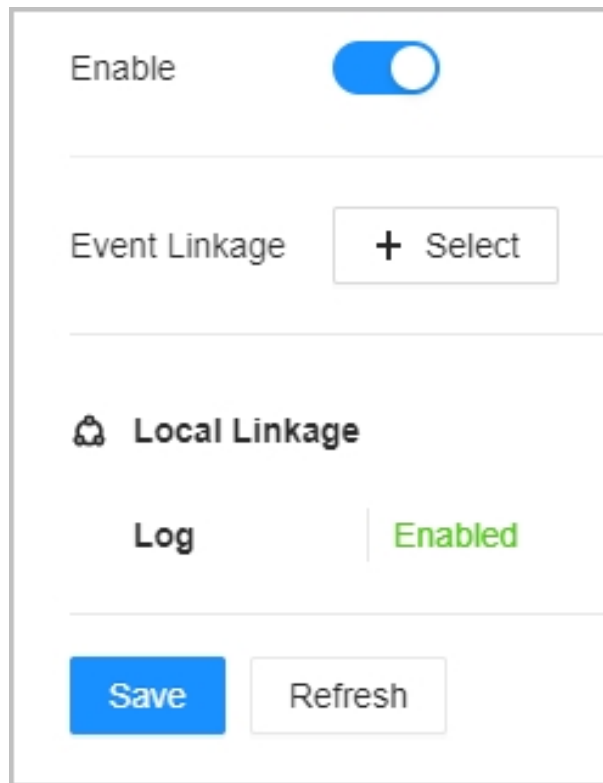 Enable
Event Linkage + Select
Local Linkage
Log Enabled
Save Refresh